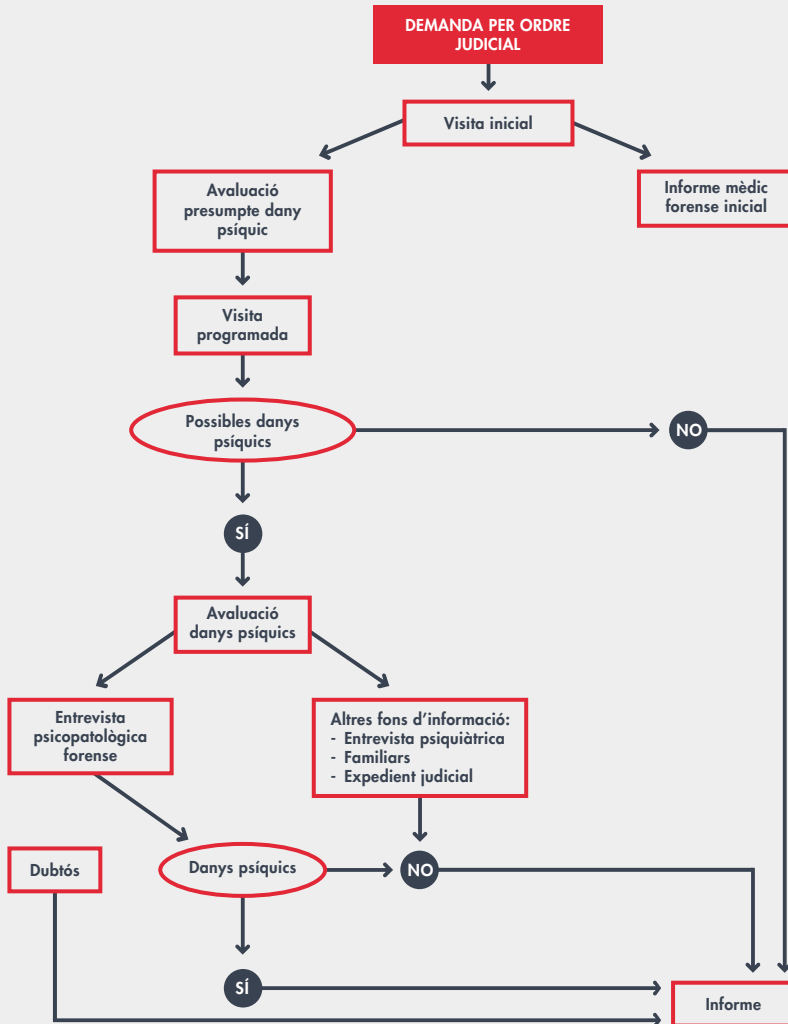 DEMANDA PER ORDRE
JUDICIAL
Visita inicial
Avaluació
presumpte dany
psíquic
Informe mèdic
forense inicial
Visita
programada
Possibles danys
psíquics
NO
SÍ
Avaluació
danys psíquics
Entrevista
psicopatològica
forense
Altres fons d'informació:
- Entrevista psiquiàtrica
- Familiars
- Expedient judicial
Dubtós
Danys psíquics
NO
SÍ
Informe